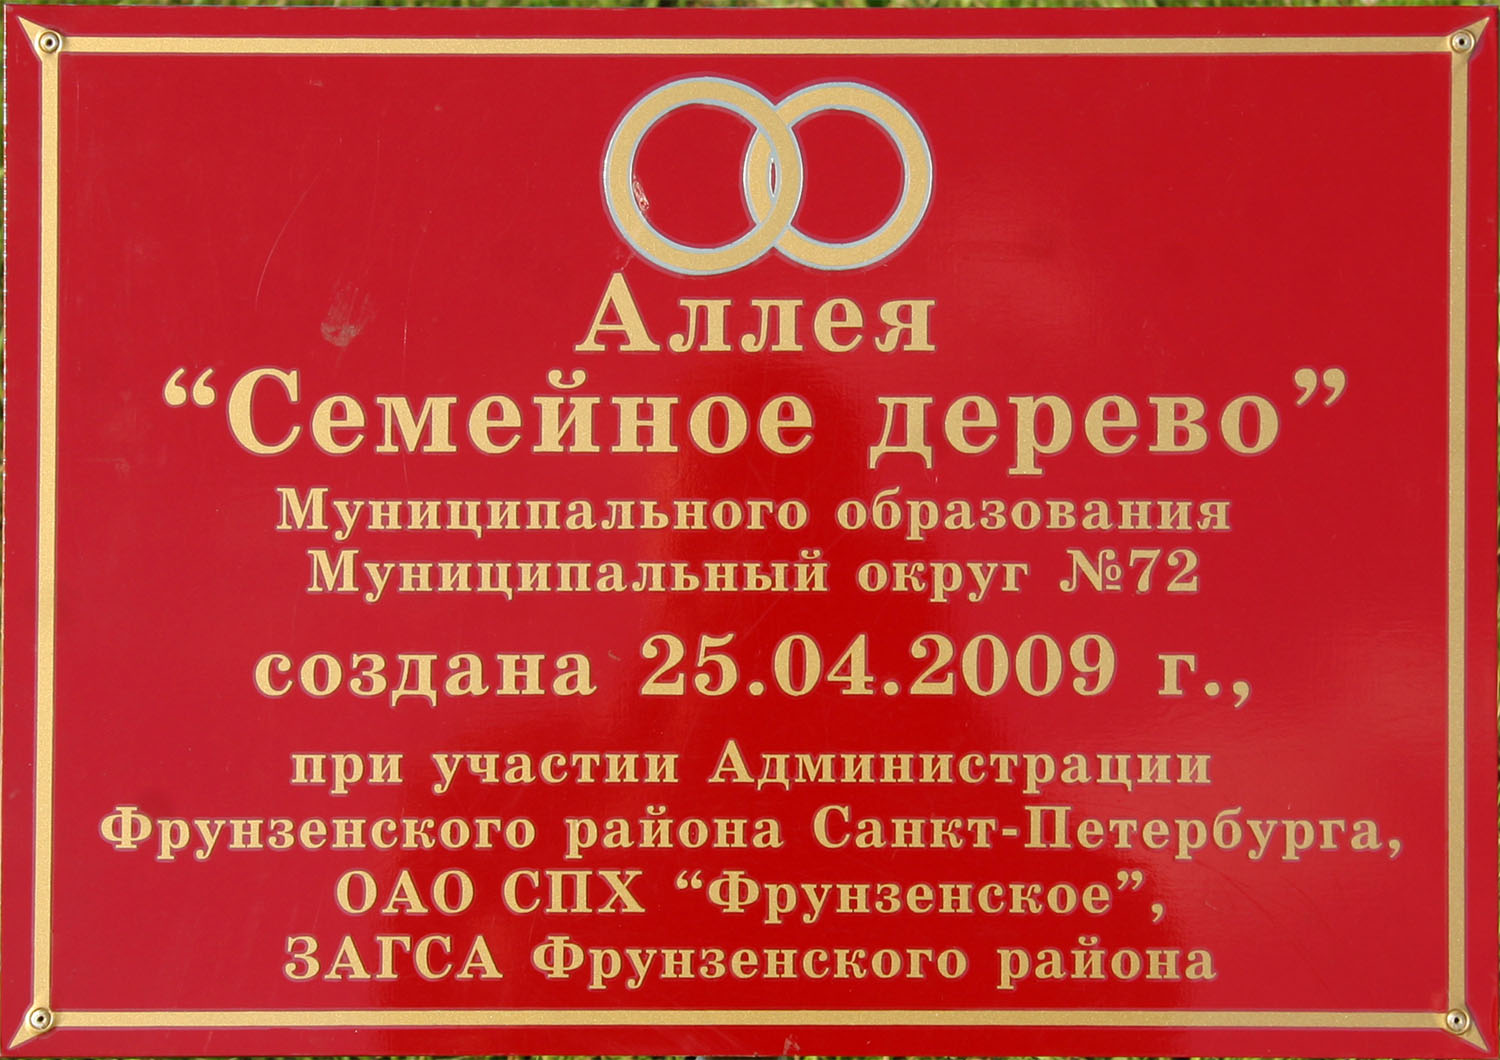 Аллея
“Семейное дерево”
Муниципального образования
Муниципальный округ №72
создана 25.04.2009 г.,
при участии Администрации
Фрунзенского района Санкт-Петербурга,
ОАО СПХ “Фрунзенское”,
ЗАГСА Фрунзенского района